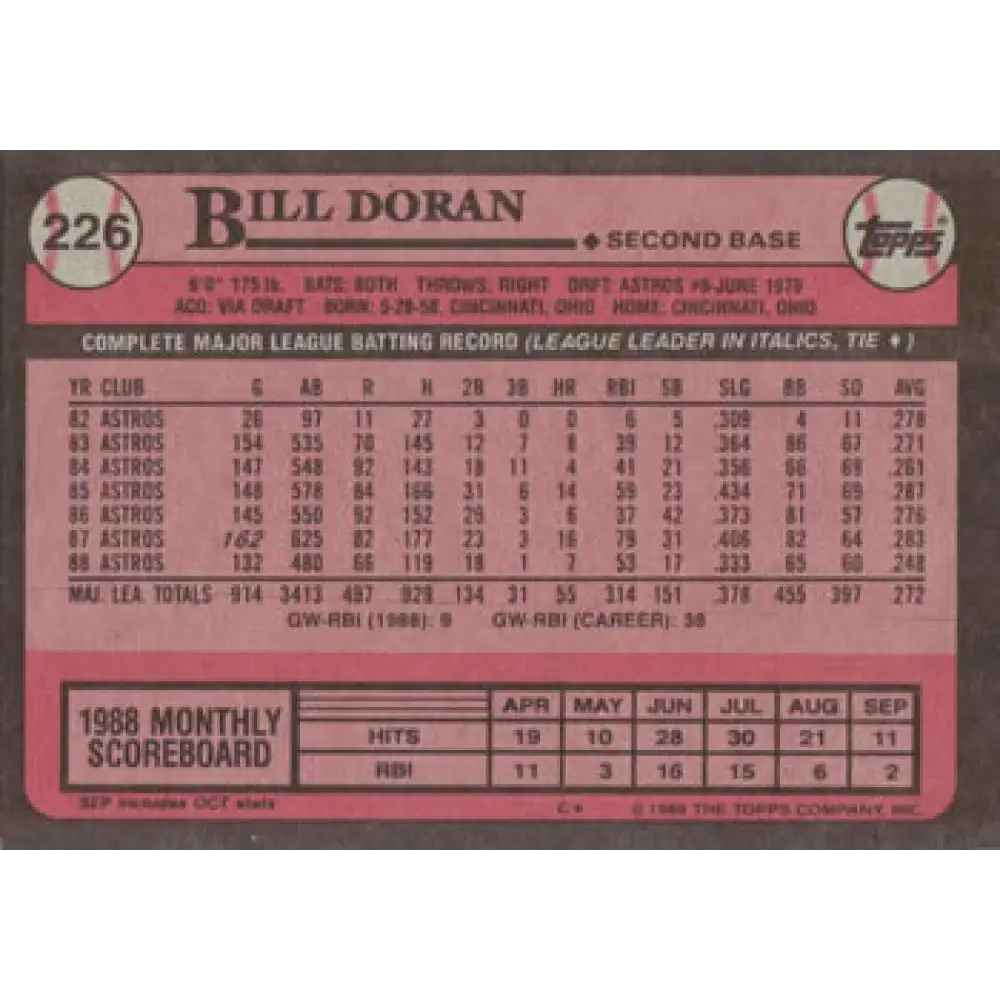 226 BILL DORAN Topps®
◆ SECOND BASE
6'0" 175 lb. BATS: BOTH THROWS: RIGHT DRFT: ASTROS #6-JUNE 1979
ACQ: VIA DRAFT BORN: 5-28-58, CINCINNATI, OHIO HOME: CINCINNATI, OHIO
COMPLETE MAJOR LEAGUE BATTING RECORD (LEAGUE LEADER IN ITALICS, TIE ♦)
YR CLUB G AB R H 2B 3B HR RBI SB SLG BB SO AVG
82 ASTROS 26 97 11 27 3 0 0 6 5 .309 4 11 .278
83 ASTROS 154 535 70 145 12 7 8 39 12 .364 86 67 .271
84 ASTROS 147 548 92 143 18 11 4 41 21 .356 66 69 .261
85 ASTROS 148 578 84 166 31 6 14 59 23 .434 71 69 .287
86 ASTROS 145 550 92 152 29 3 6 37 42 .373 81 57 .276
87 ASTROS 162 625 82 177 23 3 16 79 31 .406 82 64 .283
88 ASTROS 132 480 66 119 18 1 7 53 17 .333 65 60 .248
MAJ. LEA. TOTALS 914 3413 497 929 134 31 55 314 151 .378 455 397 .272
GW-RBI (1988): 9 GW-RBI (CAREER): 38
1988 MONTHLY SCOREBOARD
APR MAY JUN JUL AUG SEP
HITS 19 10 28 30 21 11
RBI 11 3 16 15 6 2
SEP includes OCT stats C* © 1989 THE TOPPS COMPANY, INC.